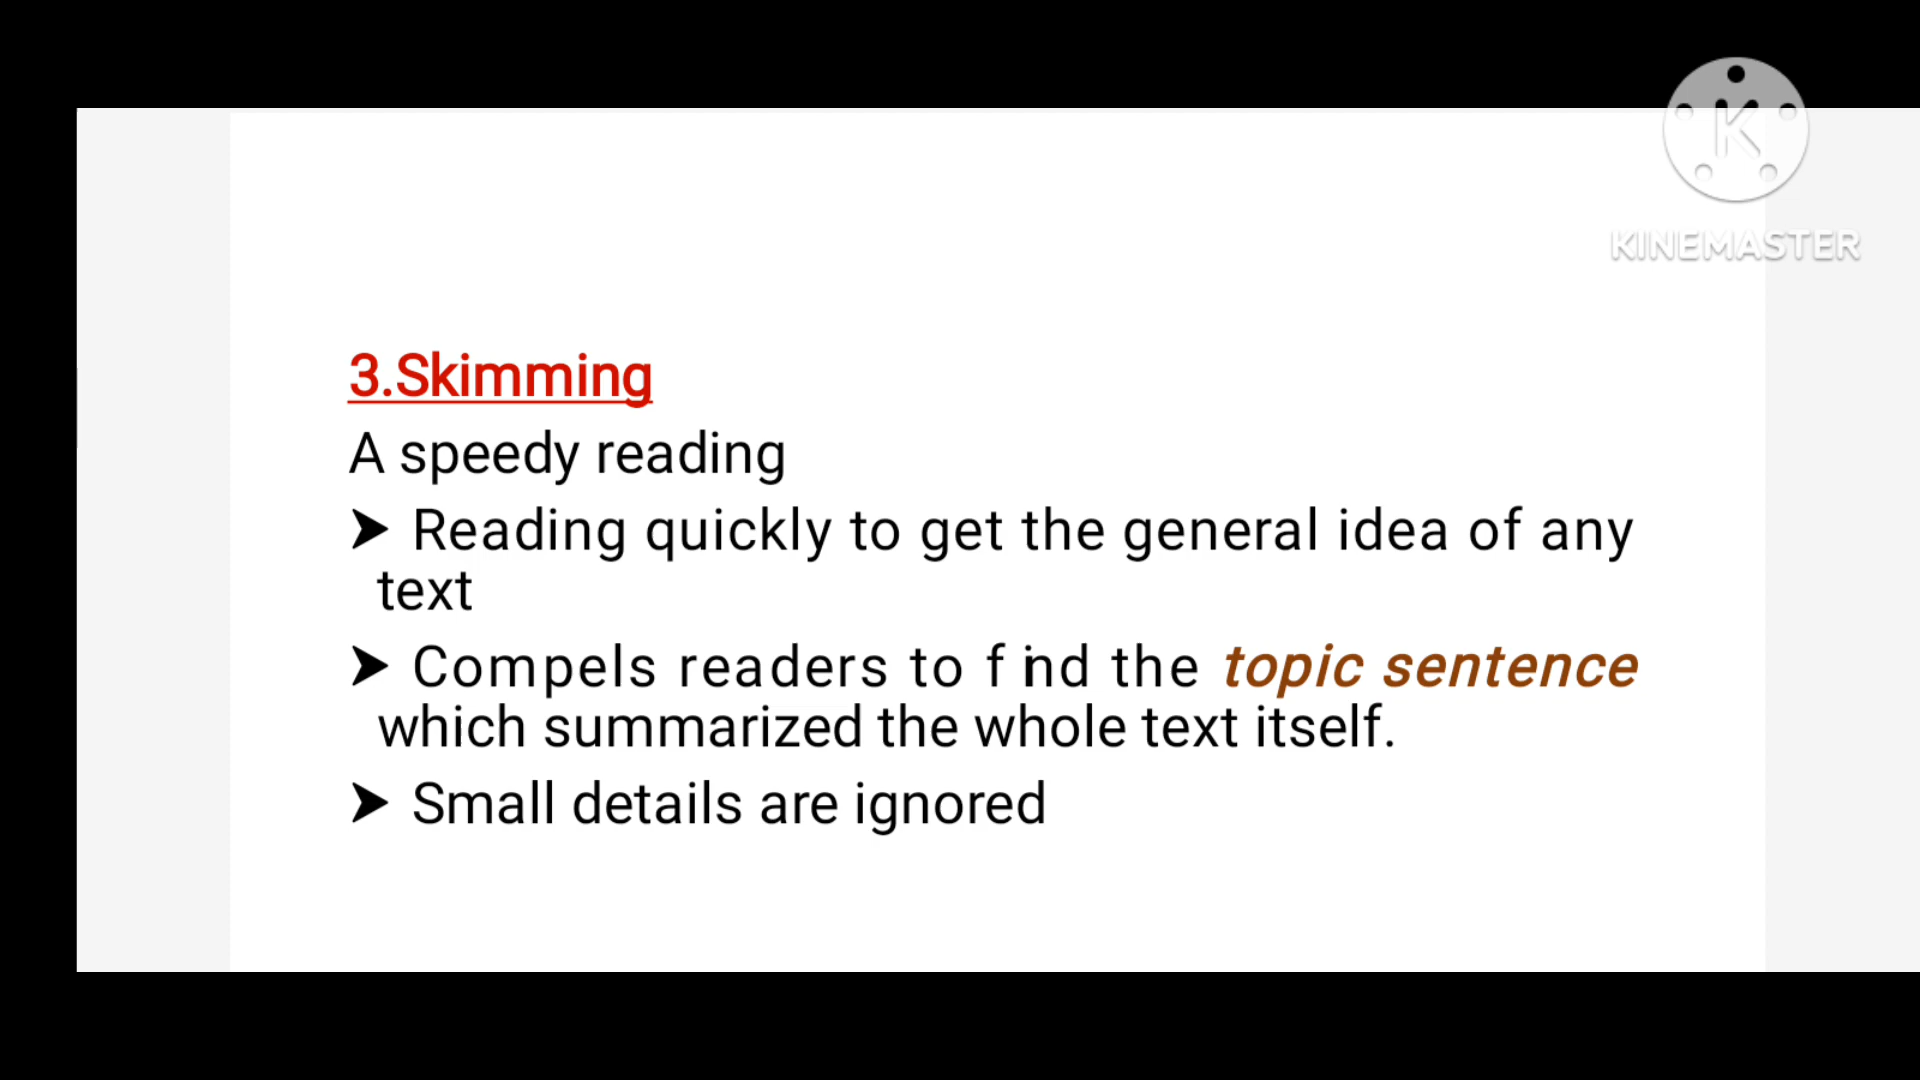 K
KINEMASTER
3.Skimming
A speedy reading
➤ Reading quickly to get the general idea of any
text
➤ Compels readers to find the topic sentence
which summarized the whole text itself.
➤ Small details are ignored